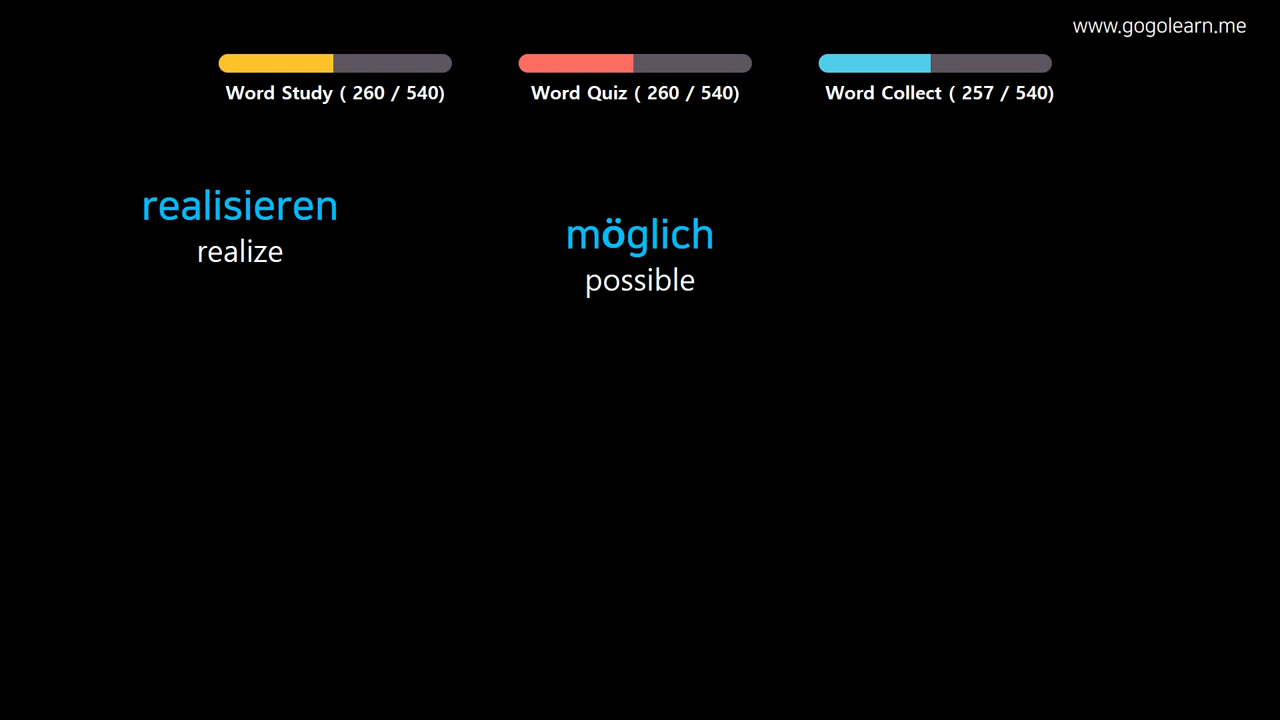 www.gogolearn.me
Word Study ( 260 / 540)
Word Quiz ( 260 / 540)
Word Collect ( 257 / 540)
realisieren
realize
möglich
possible